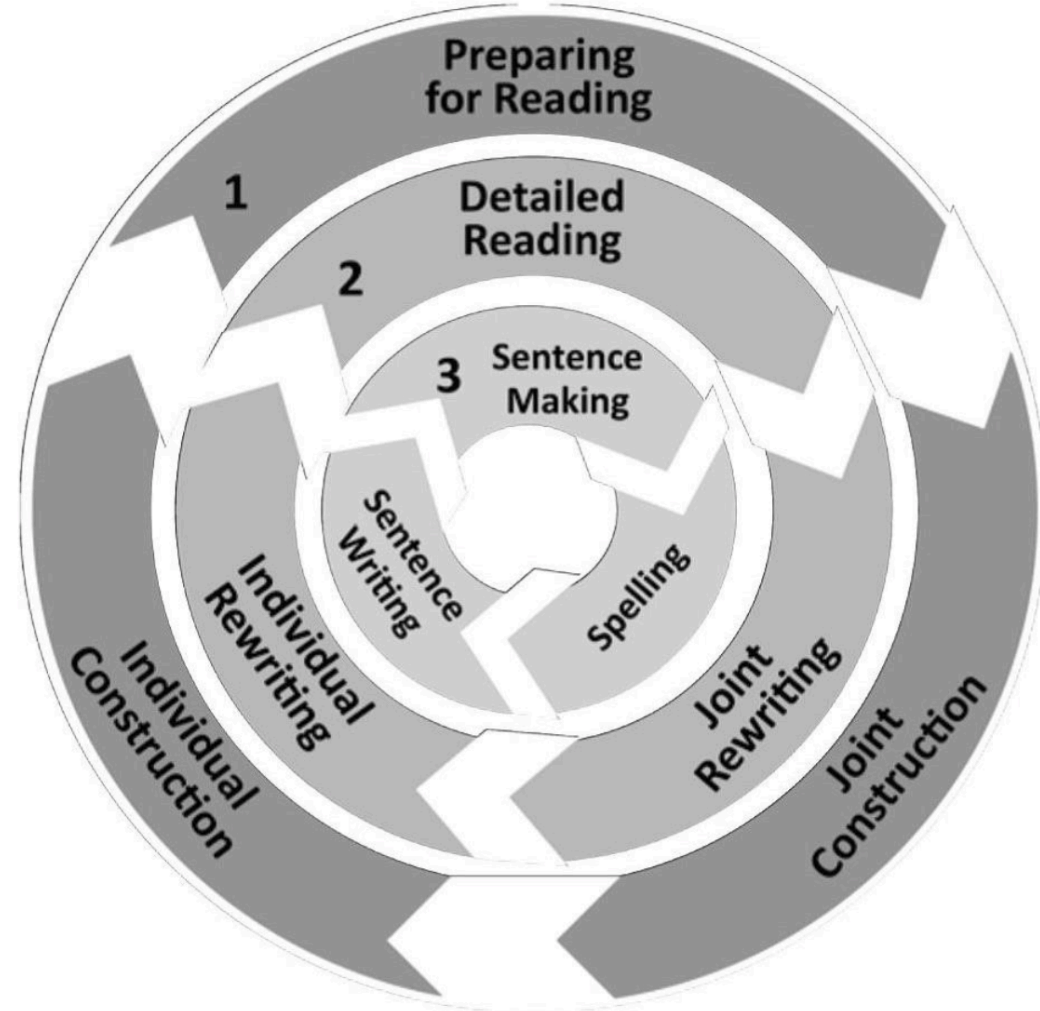 Preparing
for Reading
1
Detailed
Reading
2
Sentence
Making
3
Spelling
Sentence
Writing
Joint
Rewriting
Individual
Rewriting
Joint
Construction
Individual
Construction